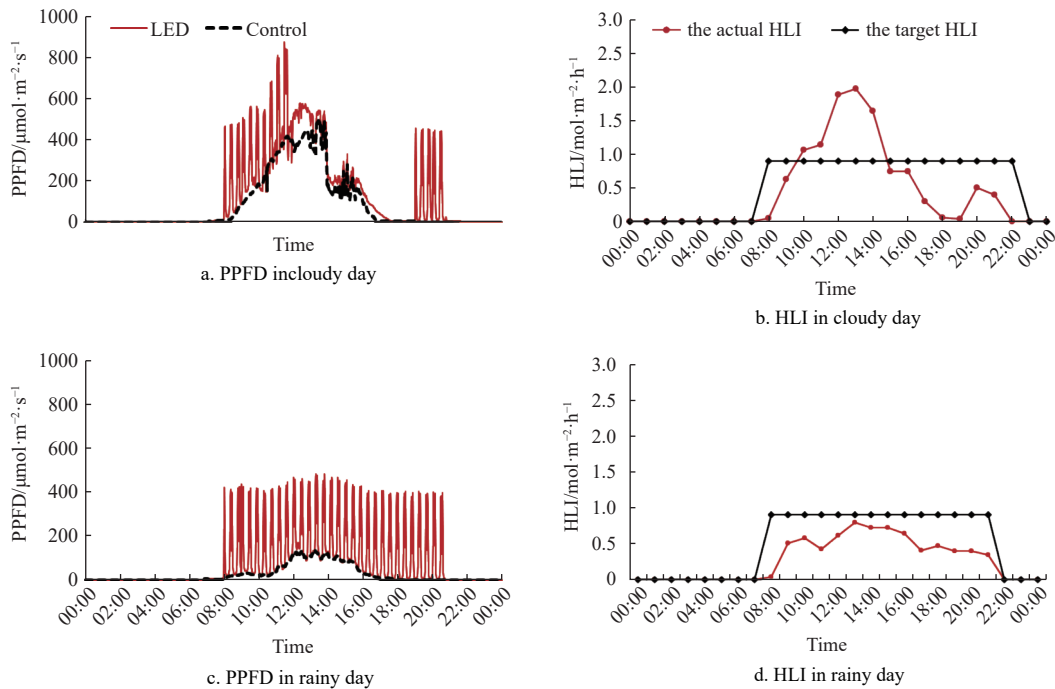 1000
800
600
400
200
0
PPFD/μmol·m⁻²·s⁻¹
LED
Control
Time
a. PPFD incloudy day
3.0
2.5
2.0
1.5
1.0
0.5
0
HLI/mol·m⁻²·h⁻¹
the actual HLI
the target HLI
00:00 02:00 04:00 06:00 08:00 10:00 12:00 14:00 16:00 18:00 20:00 22:00 00:00
Time
b. HLI in cloudy day
1000
800
600
400
200
0
PPFD/μmol·m⁻²·s⁻¹
00:00 02:00 04:00 06:00 08:00 10:00 12:00 14:00 16:00 18:00 20:00 22:00 00:00
Time
c. PPFD in rainy day
3.0
2.5
2.0
1.5
1.0
0.5
0
HLI/mol·m⁻²·h⁻¹
00:00 02:00 04:00 06:00 08:00 10:00 12:00 14:00 16:00 18:00 20:00 22:00 00:00
Time
d. HLI in rainy day